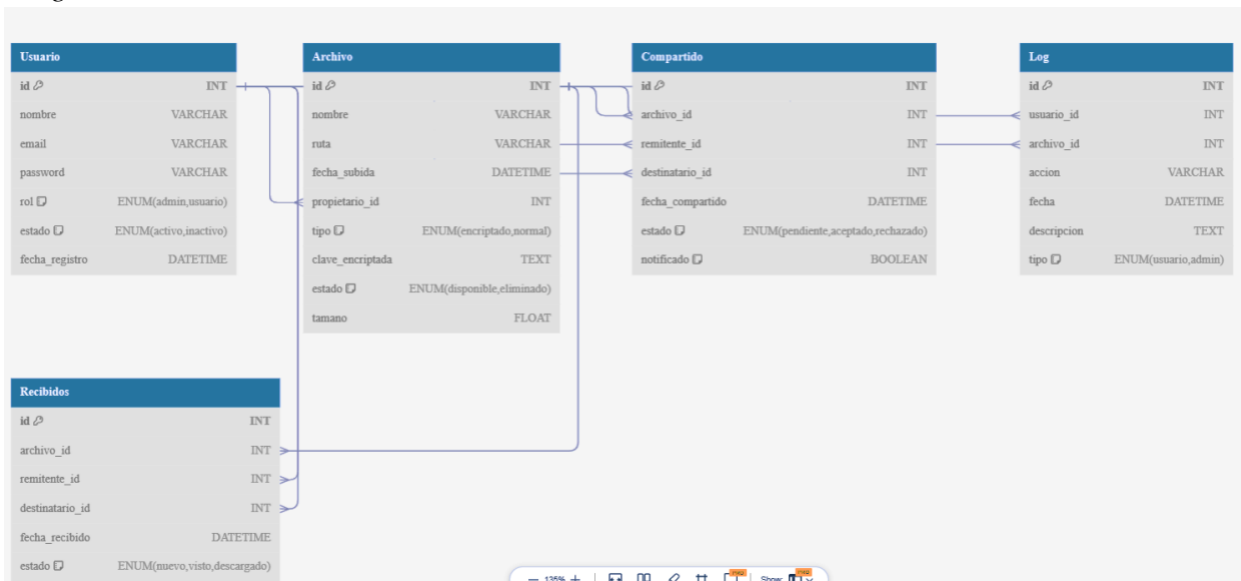 Usuario
id INT
nombre VARCHAR
email VARCHAR
password VARCHAR
rol ENUM(admin,usuario)
estado ENUM(activo,inactivo)
fecha_registro DATETIME
Archivo
id INT
nombre VARCHAR
ruta VARCHAR
fecha_subida DATETIME
propietario_id INT
tipo ENUM(encriptado,normal)
clave_encriptada TEXT
estado ENUM(disponible,eliminado)
tamano FLOAT
Compartido
id INT
archivo_id INT
remitente_id INT
destinatario_id INT
fecha_compartido DATETIME
estado ENUM(pendiente,aceptado,rechazado)
notificado BOOLEAN
Log
id INT
usuario_id INT
archivo_id INT
accion VARCHAR
fecha DATETIME
descripcion TEXT
tipo ENUM(usuario,admin)
Recibidos
id INT
archivo_id INT
remitente_id INT
destinatario_id INT
fecha_recibido DATETIME
estado ENUM(nuevo,visto,descargado)
— 135% + Show: